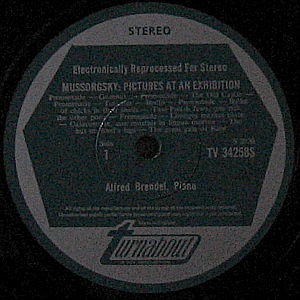 STEREO
Electronically Reprocessed For Stereo
MUSSORGSKY: PICTURES AT AN EXHIBITION
Promenade — Gnomus — Promenade — The Old Castle —
Promenade — Tuileries — Bydlo — Promenade — Ballet
of chicks in their shells — Two Polish Jews, one rich
the other poor — Promenade — Limoges market place
— Catacombs, con mortuis in lingua mortua — The
hut on fowl's legs — The great gate of Kiev
Side
1
TV 34258S
Alfred Brendel, Piano
turnabout